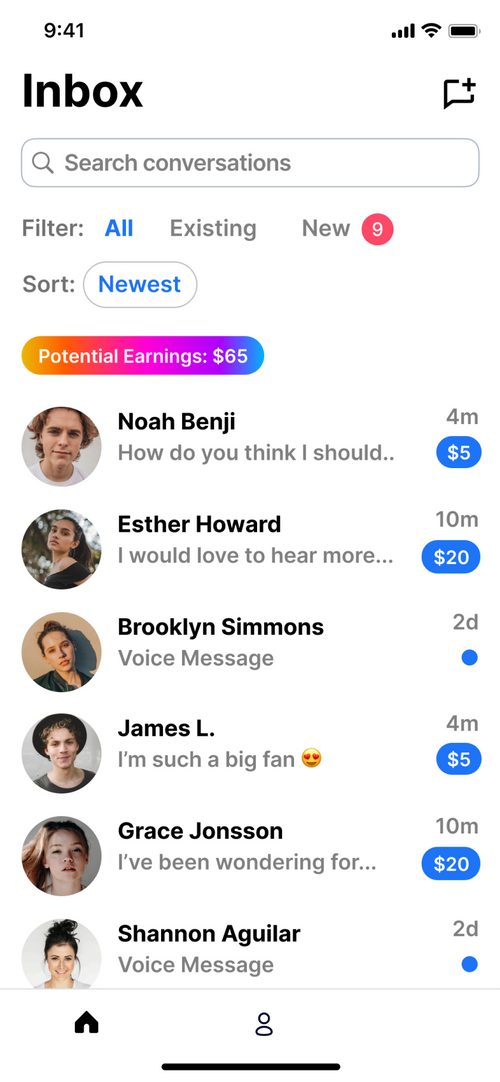 9:41
Inbox
Search conversations
Filter: All Existing New 9
Sort: Newest
Potential Earnings: $65
Noah Benji 4m
How do you think I should.. $5
Esther Howard 10m
I would love to hear more... $20
Brooklyn Simmons 2d
Voice Message
James L. 4m
I’m such a big fan 😍 $5
Grace Jonsson 10m
I’ve been wondering for... $20
Shannon Aguilar 2d
Voice Message